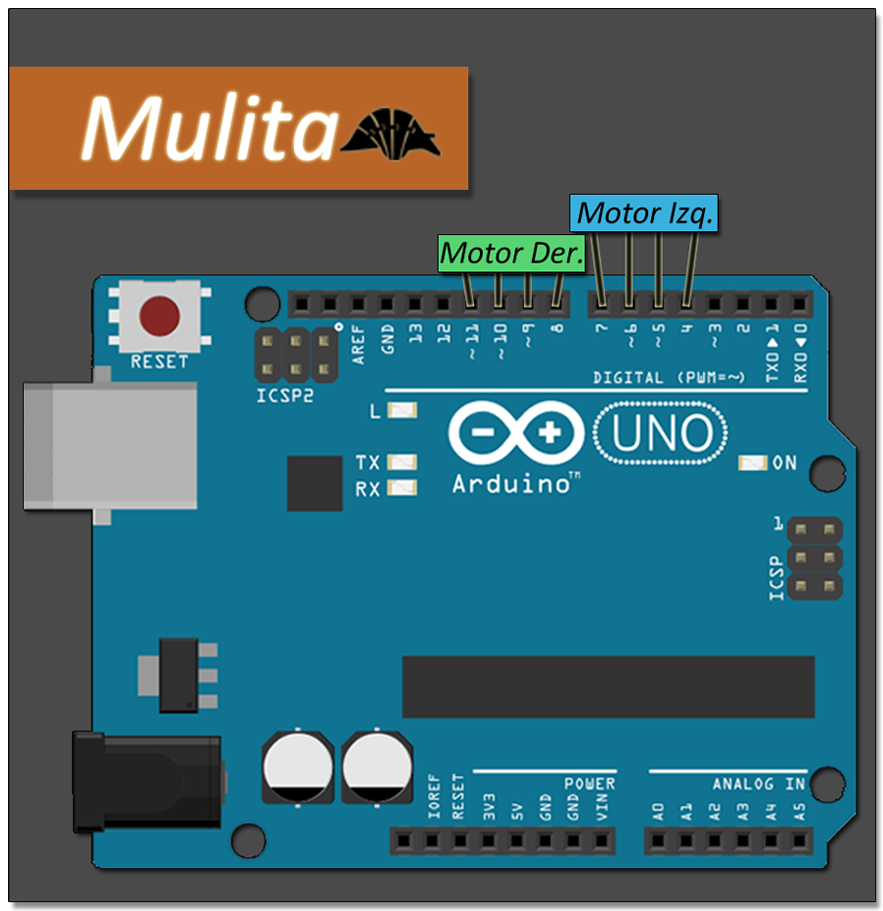 Mulita
Motor Izq.
Motor Der.
RESET
AREF
GND
13
12
~11
~10
~9
8
7
~6
~5
4
~3
2
TX0▶1
RX0◀0
ICSP2
DIGITAL (PWM=~)
L
TX
RX
UNO
Arduino™
ON
1
ICSP
POWER
ANALOG IN
IOREF
RESET
3V3
5V
GND
GND
VIN
A0
A1
A2
A3
A4
A5